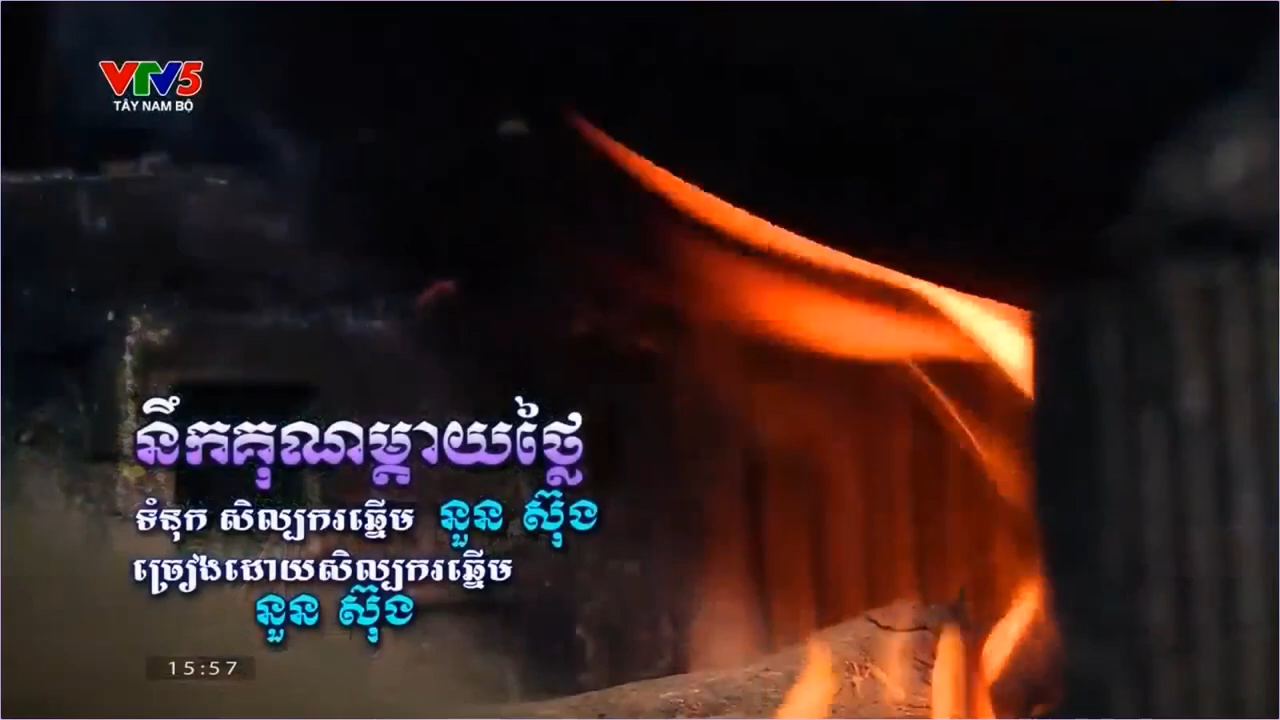 VTV5
TÂY NAM BỘ
នឹកគុណម្ដាយថ្លៃ
ទំនុក សិល្បករឆ្នើម នួន ស៊ុង
ច្រៀងដោយសិល្បករឆ្នើម
នួន ស៊ុង
15:57